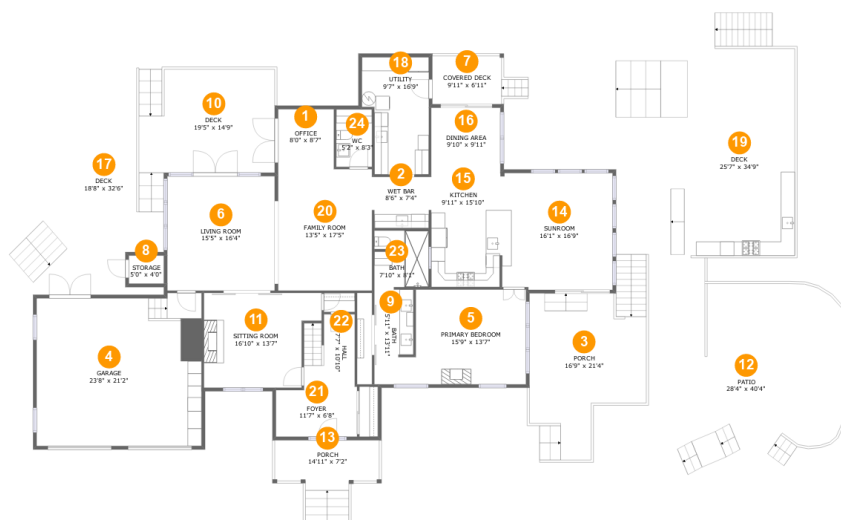 18
UTILITY
9'7" x 16'9"
7
COVERED DECK
9'11" x 6'11"
10
DECK
19'5" x 14'9"
1
OFFICE
8'0" x 8'7"
24
WC
5'2" x 8'3"
16
DINING AREA
9'10" x 9'11"
19
DECK
25'7" x 34'9"
17
DECK
18'8" x 32'6"
2
WET BAR
8'6" x 7'4"
15
KITCHEN
9'11" x 15'10"
6
LIVING ROOM
15'5" x 16'4"
20
FAMILY ROOM
13'5" x 17'5"
14
SUNROOM
16'1" x 16'9"
8
STORAGE
5'0" x 4'0"
23
BATH
7'10" x 8'1"
9
BATH
5'11" x 13'11"
11
SITTING ROOM
16'10" x 13'7"
22
HALL
7'7" x 10'10"
5
PRIMARY BEDROOM
15'9" x 13'7"
3
PORCH
16'9" x 21'4"
4
GARAGE
23'8" x 21'2"
12
PATIO
28'4" x 40'4"
21
FOYER
11'7" x 6'8"
13
PORCH
14'11" x 7'2"